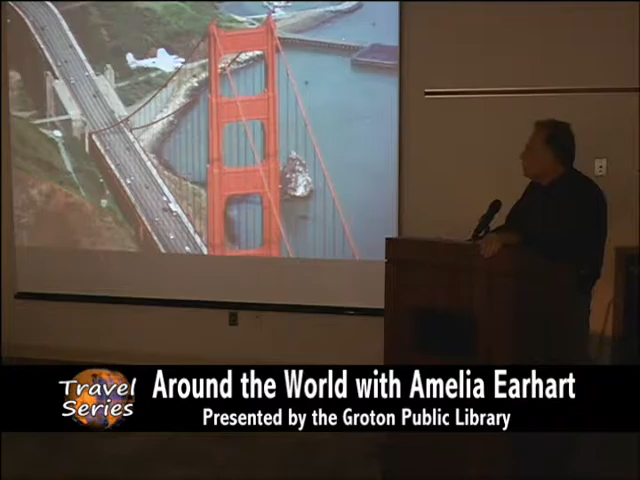 Travel
Series
Around the World with Amelia Earhart
Presented by the Groton Public Library